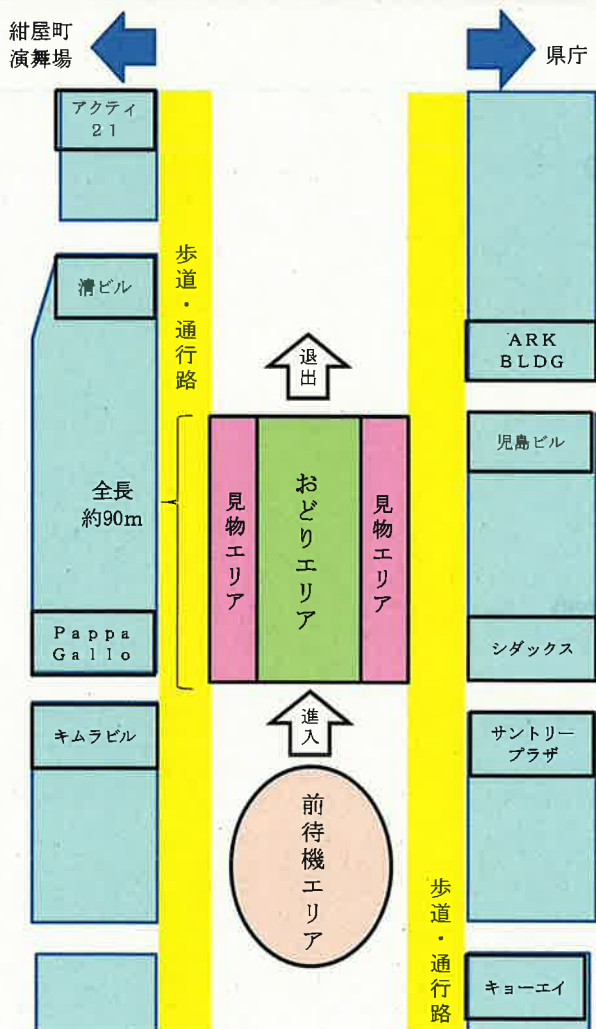 紺屋町
演舞場
県庁
アクティ
21
歩道・通行路
清ビル
退出
ARK
BLDG
児島ビル
全長
約90m
見物エリア
おどりエリア
見物エリア
Pappa
Gallo
シダックス
進入
キムラビル
サントリー
プラザ
前待機エリア
歩道・通行路
キョーエイ